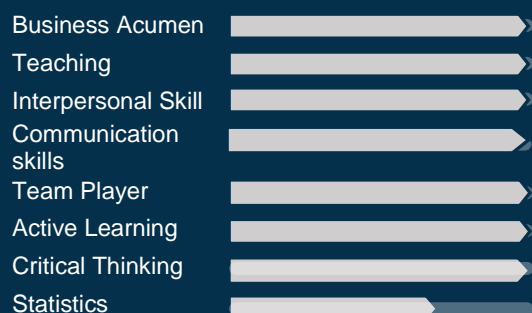 Business Acumen
Teaching
Interpersonal Skill
Communication
skills
Team Player
Active Learning
Critical Thinking
Statistics